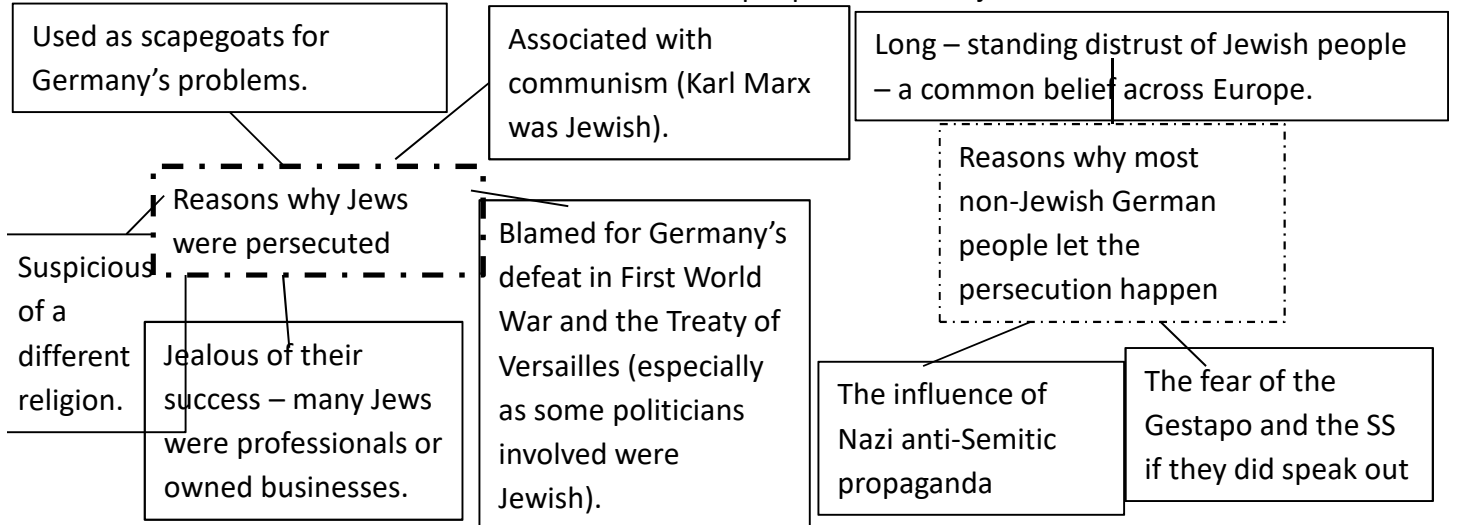 Used as scapegoats for
Germany’s problems.
Associated with
communism (Karl Marx
was Jewish).
Long – standing distrust of Jewish people
– a common belief across Europe.
Reasons why Jews
were persecuted
Suspicious
of a
different
religion.
Jealous of their
success – many Jews
were professionals or
owned businesses.
Blamed for Germany’s
defeat in First World
War and the Treaty of
Versailles (especially
as some politicians
involved were
Jewish).
Reasons why most
non-Jewish German
people let the
persecution happen
The influence of
Nazi anti-Semitic
propaganda
The fear of the
Gestapo and the SS
if they did speak out